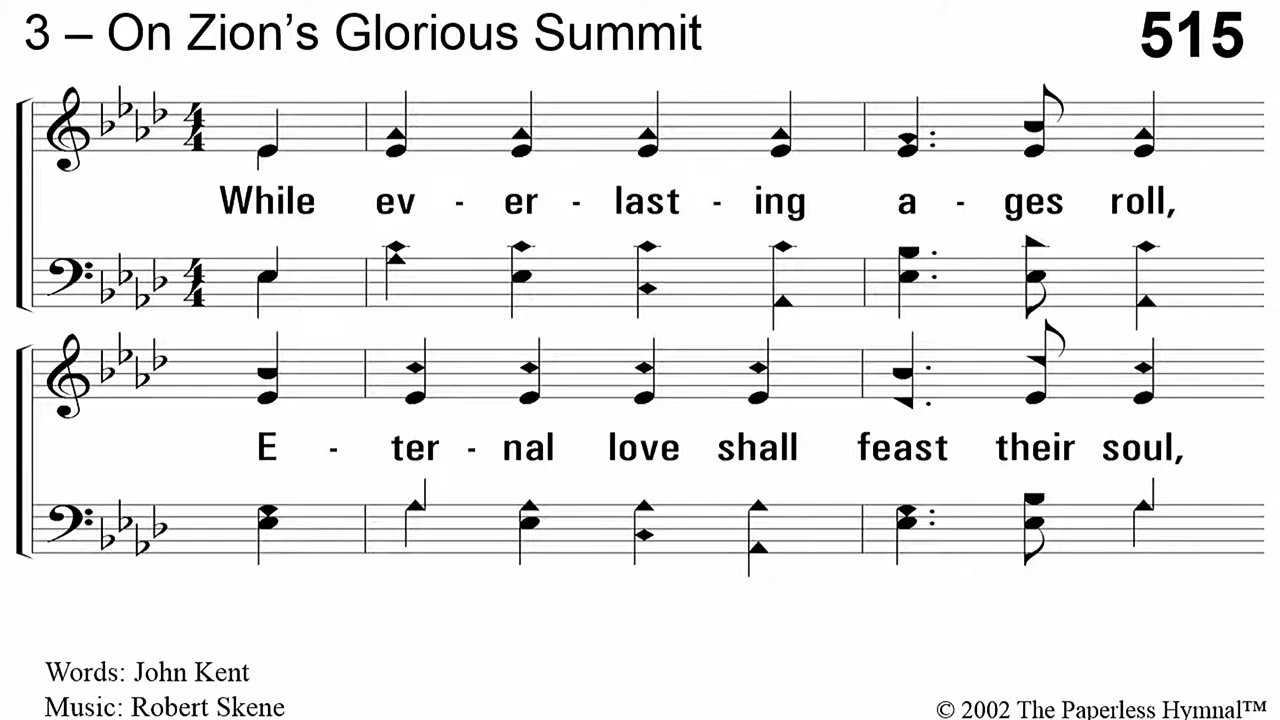 3 – On Zion’s Glorious Summit
515
While ev - er - last - ing a - ges roll,
E - ter - nal love shall feast their soul,
Words: John Kent
Music: Robert Skene
© 2002 The Paperless Hymnal™